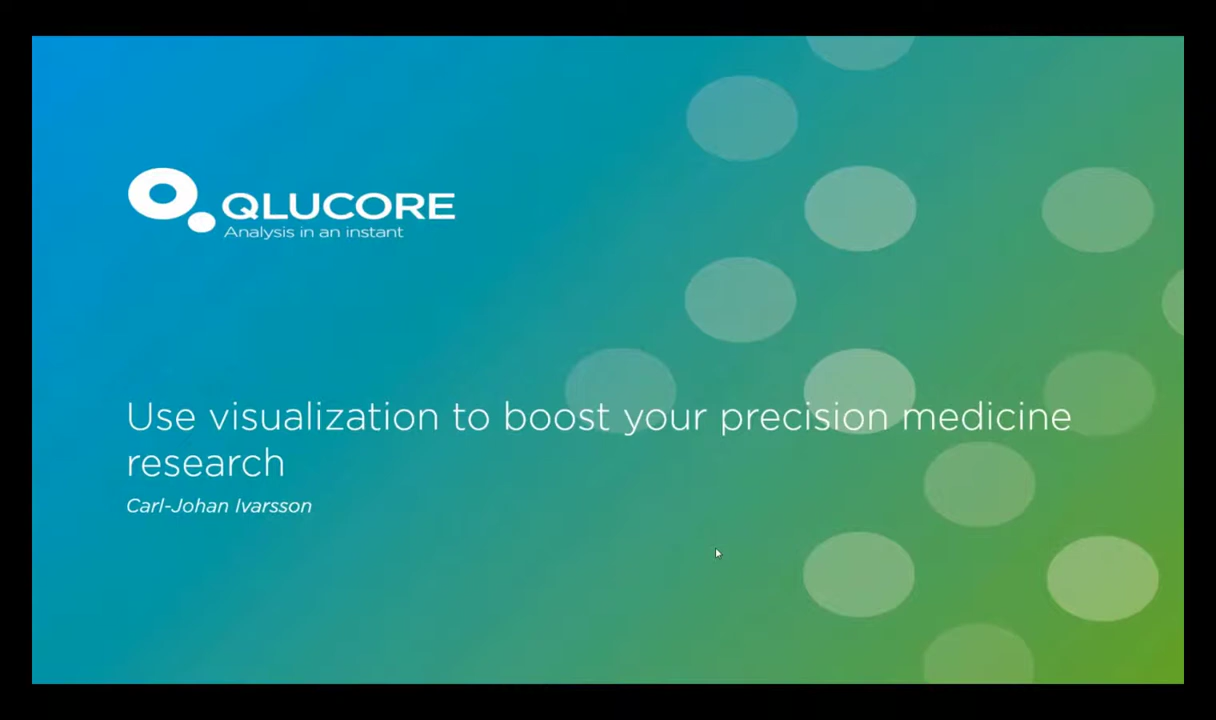 QLUCORE
Analysis in an instant
Use visualization to boost your precision medicine
research
Carl-Johan Ivarsson